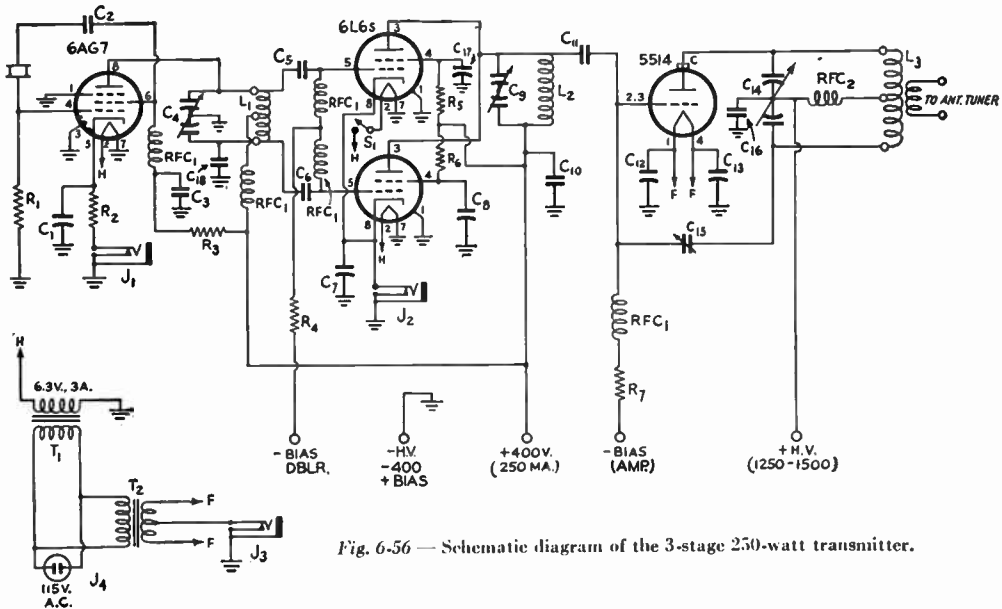 C2
6AG7
8
4
6
3
5
2
7
H
R1
C1
R2
J1
RFC1
C3
R3
C4
C18
L1
RFC1
C5
C6
RFC1
RFC1
R4
6L6s
3
5
4
8
2
7
1
H
S1
C17
R5
R6
3
5
4
8
2
7
1
H
C7
C8
J2
C9
L2
C10
C11
5514
C
2.3
1
4
F
F
C12
C13
C14
C15
C16
RFC2
L3
TO ANT. TUNER
RFC1
R7
-BIAS
DBLR.
-H.V.
-400
+BIAS
+400V.
(250 MA.)
-BIAS
(AMP.)
+H.V.
(1250-1500)
H
6.3V., 3A.
T1
T2
F
F
J3
115V.
A.C.
J4
Fig. 6-56 — Schematic diagram of the 3-stage 250-watt transmitter.